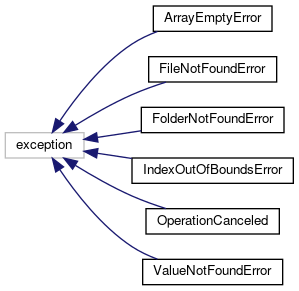 ArrayEmptyError
FileNotFoundError
FolderNotFoundError
exception
IndexOutOfBoundsError
OperationCanceled
ValueNotFoundError